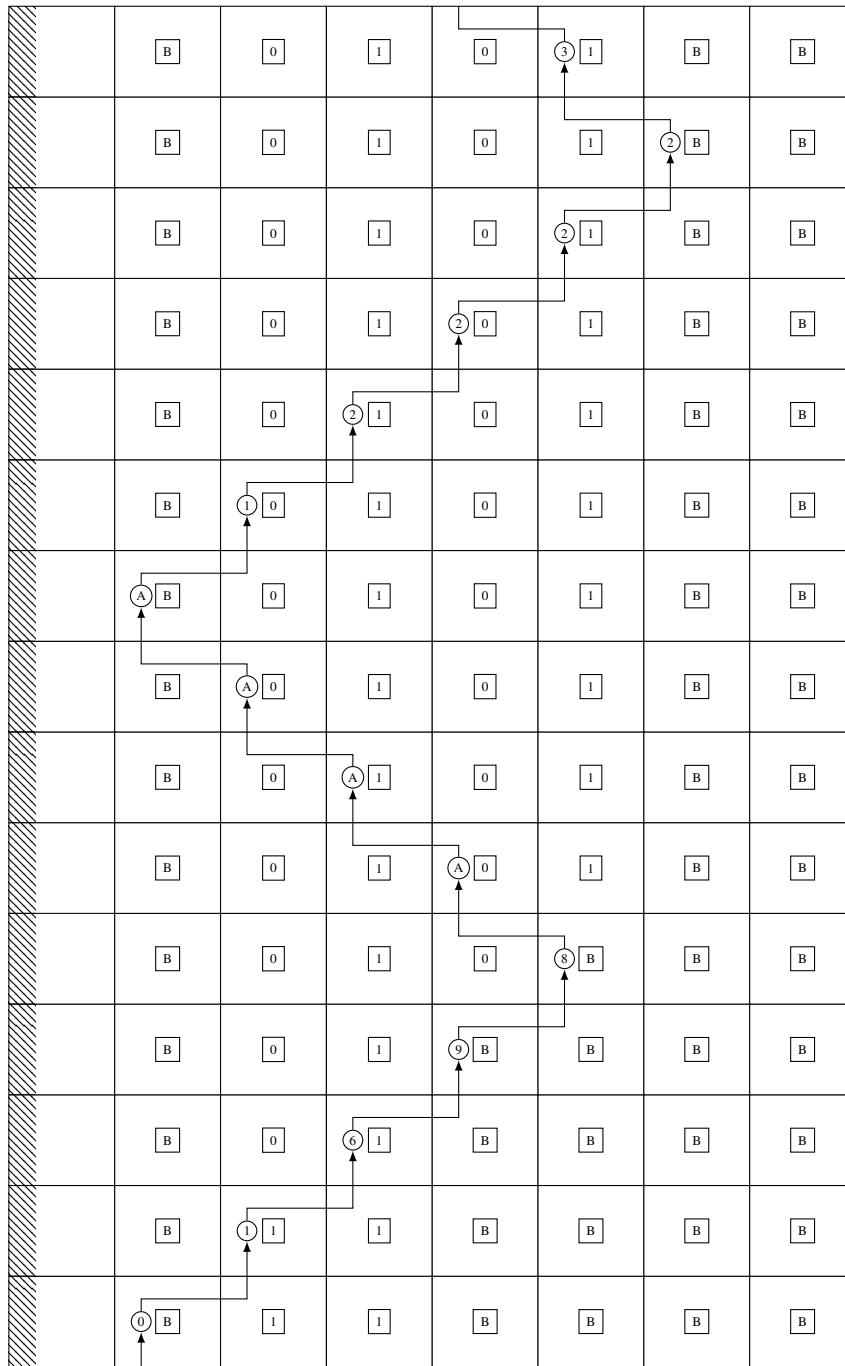 B 0 1 0 3 1 B B
B 0 1 0 1 2 B B
B 0 1 0 2 1 B B
B 0 1 2 0 1 B B
B 0 2 1 0 1 B B
B 1 0 1 0 1 B B
A B 0 1 0 1 B B
B A 0 1 0 1 B B
B 0 A 1 0 1 B B
B 0 1 A 0 1 B B
B 0 1 0 8 B B B
B 0 1 9 B B B B
B 0 6 1 B B B B
B 1 1 1 B B B B
0 B 1 1 B B B B